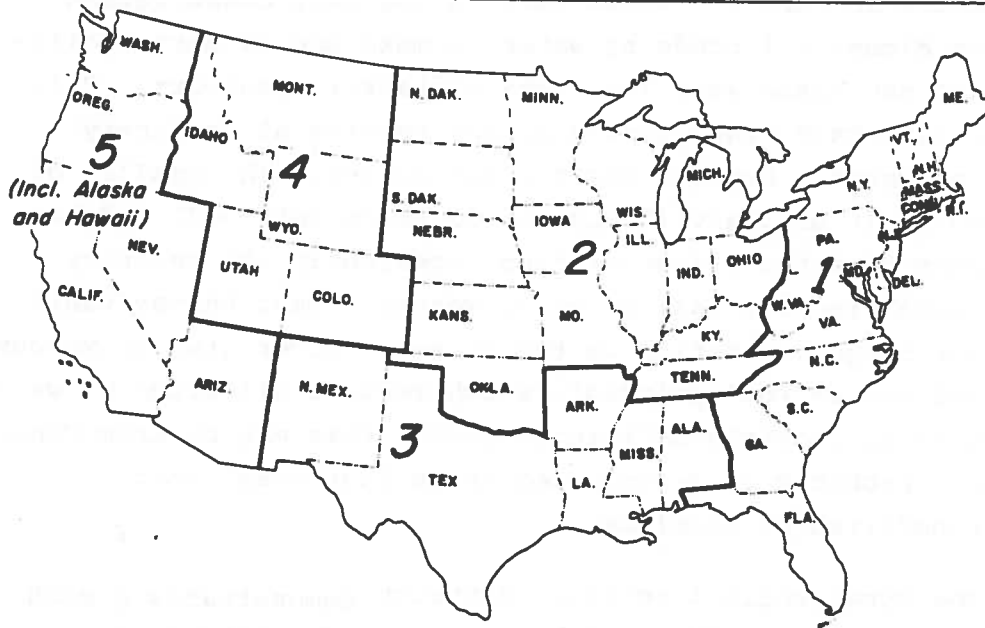 WASH.
OREG.
IDAHO
MONT.
N. DAK.
MINN.
ME.
5
(Incl. Alaska
and Hawaii)
4
S. DAK.
WYO.
NEBR.
IOWA
WIS.
MICH.
N.Y.
VT.
N.H.
MASS.
CONN.
R.I.
NEV.
CALIF.
UTAH
COLO.
KANS.
2
MO.
ILL.
IND.
OHIO
PA.
1
MD.
DEL.
W.VA.
VA.
KY.
N.C.
TENN.
S.C.
ARIZ.
N. MEX.
OKLA.
ARK.
3
TEX
LA.
MISS.
ALA.
GA.
FLA.